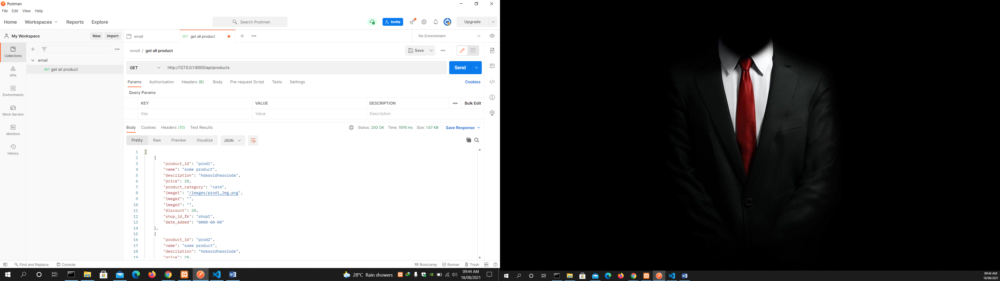 Postman
File Edit View Help
Home Workspaces Reports Explore
Search Postman
Invite
Upgrade
My Workspace
New Import
emall
GET get all product
No Environment
Collections
APIs
Environments
Mock Servers
Monitors
History
emall
GET get all product
emall / get all product
Save
GET http://127.0.0.1:8000/api/products
Send
Params Authorization Headers (6) Body Pre-request Script Tests Settings
Cookies
Query Params
KEY VALUE DESCRIPTION
Bulk Edit
Key Value Description
Body Cookies Headers (10) Test Results
Status: 200 OK Time: 1976 ms Size: 1.67 KB
Save Response
Pretty Raw Preview Visualize JSON
1 [
2 {
3 "product_id": "prod1",
4 "name": "some product",
5 "description": "hdasoidhasoisda",
6 "price": 20,
7 "product_category": "cat4",
8 "image1": "/images/prod1_img.png",
9 "image2": "",
10 "image3": "",
11 "discount": 20,
12 "shop_id_fk": "shop1",
13 "date_added": "0000-00-00"
14 },
15 {
16 "product_id": "prod2",
17 "name": "some product",
18 "description": "hdasoidhasoisda",
19 "price": 20,
Find and Replace Console
Bootcamp Runner Trash
28°C Rain showers
09:44 AM
18/08/2021
09:44 AM
18/08/2021